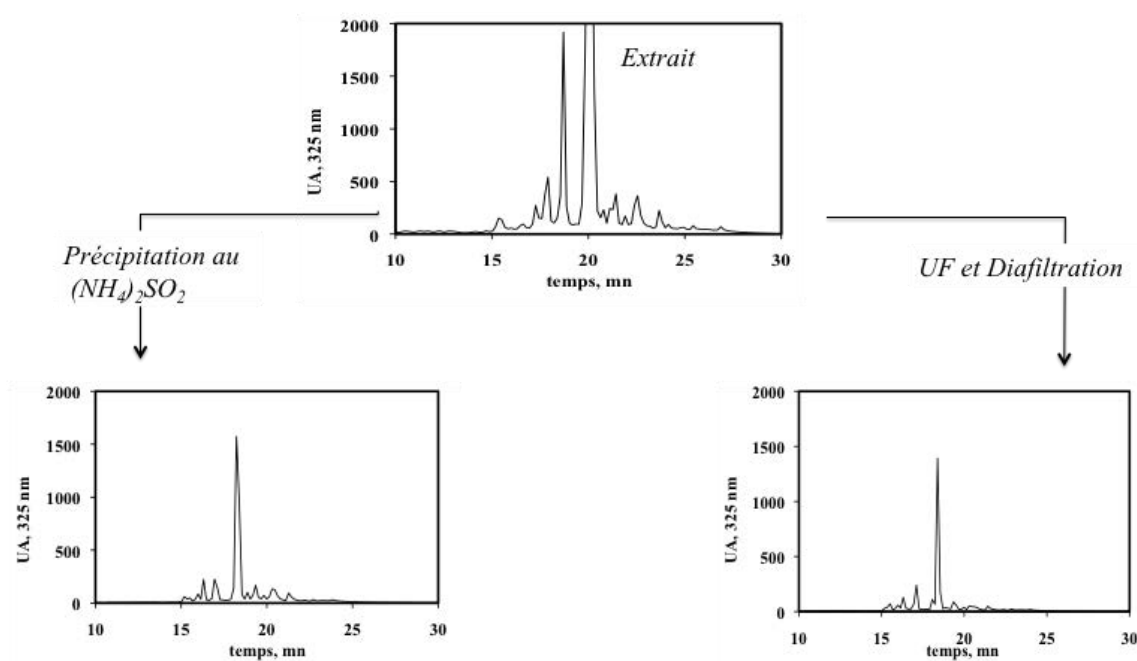 2000
Extrait
1500
1000
500
0
UA, 325 nm
10 15 20 25 30
temps, mn
Précipitation au
(NH4)2SO2
UF et Diafiltration
2000
1500
1000
500
0
UA, 325 nm
10 15 20 25 30
temps, mn
2000
1500
1000
500
0
UA, 325 nm
10 15 20 25 30
temps, mn